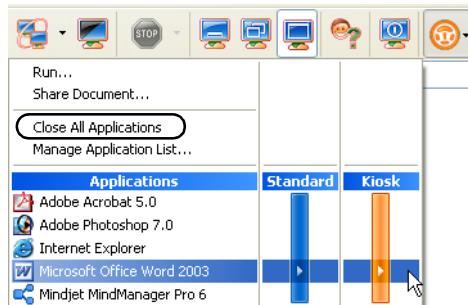 STOP
Run...
Share Document...
Close All Applications
Manage Application List...
Applications Standard Kiosk
Adobe Acrobat 5.0
Adobe Photoshop 7.0
Internet Explorer
Microsoft Office Word 2003
Mindjet MindManager Pro 6